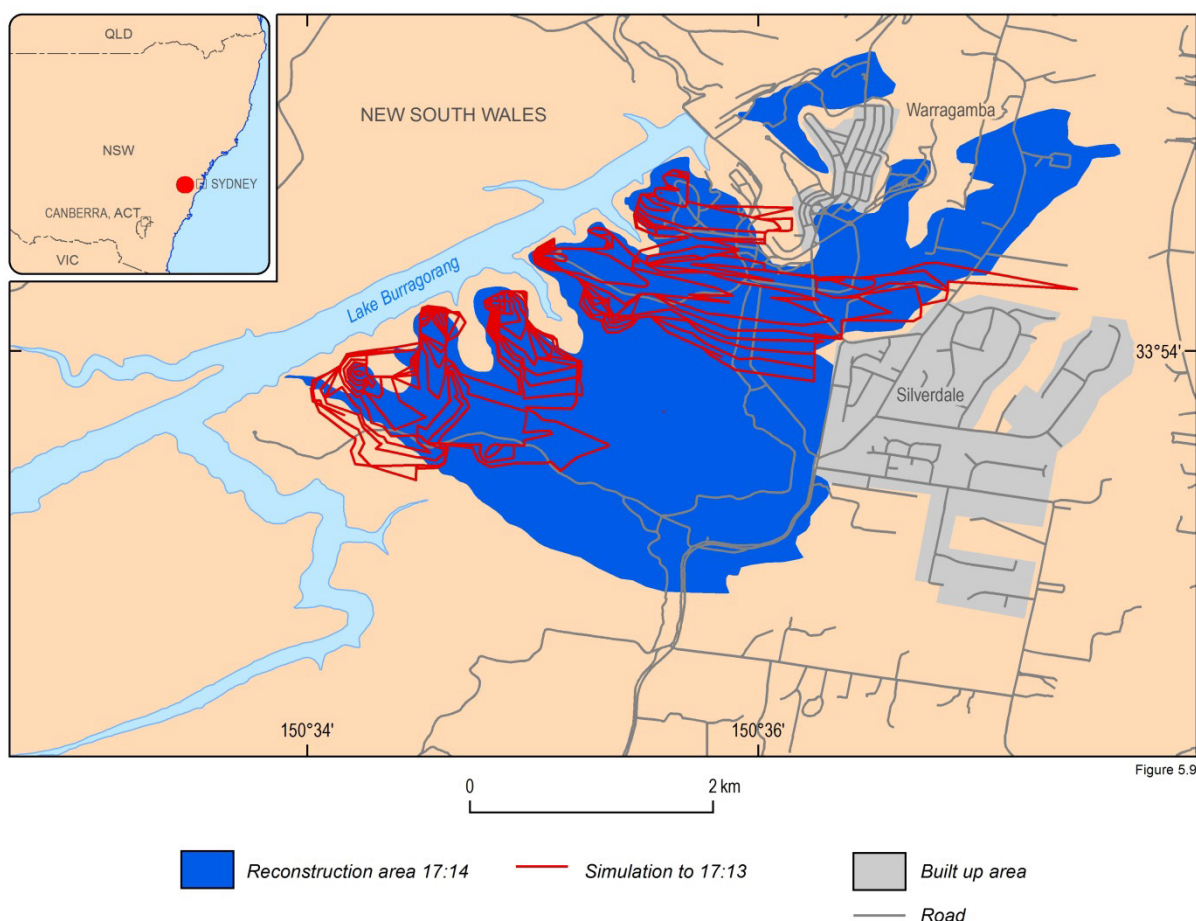 QLD
NSW
SYDNEY
CANBERRA, ACT
VIC
NEW SOUTH WALES
Warragamba
Lake Burragorang
33°54'
Silverdale
150°34'
150°36'
Figure 5.9
0
2 km
Reconstruction area 17:14
Simulation to 17:13
Built up area
Road